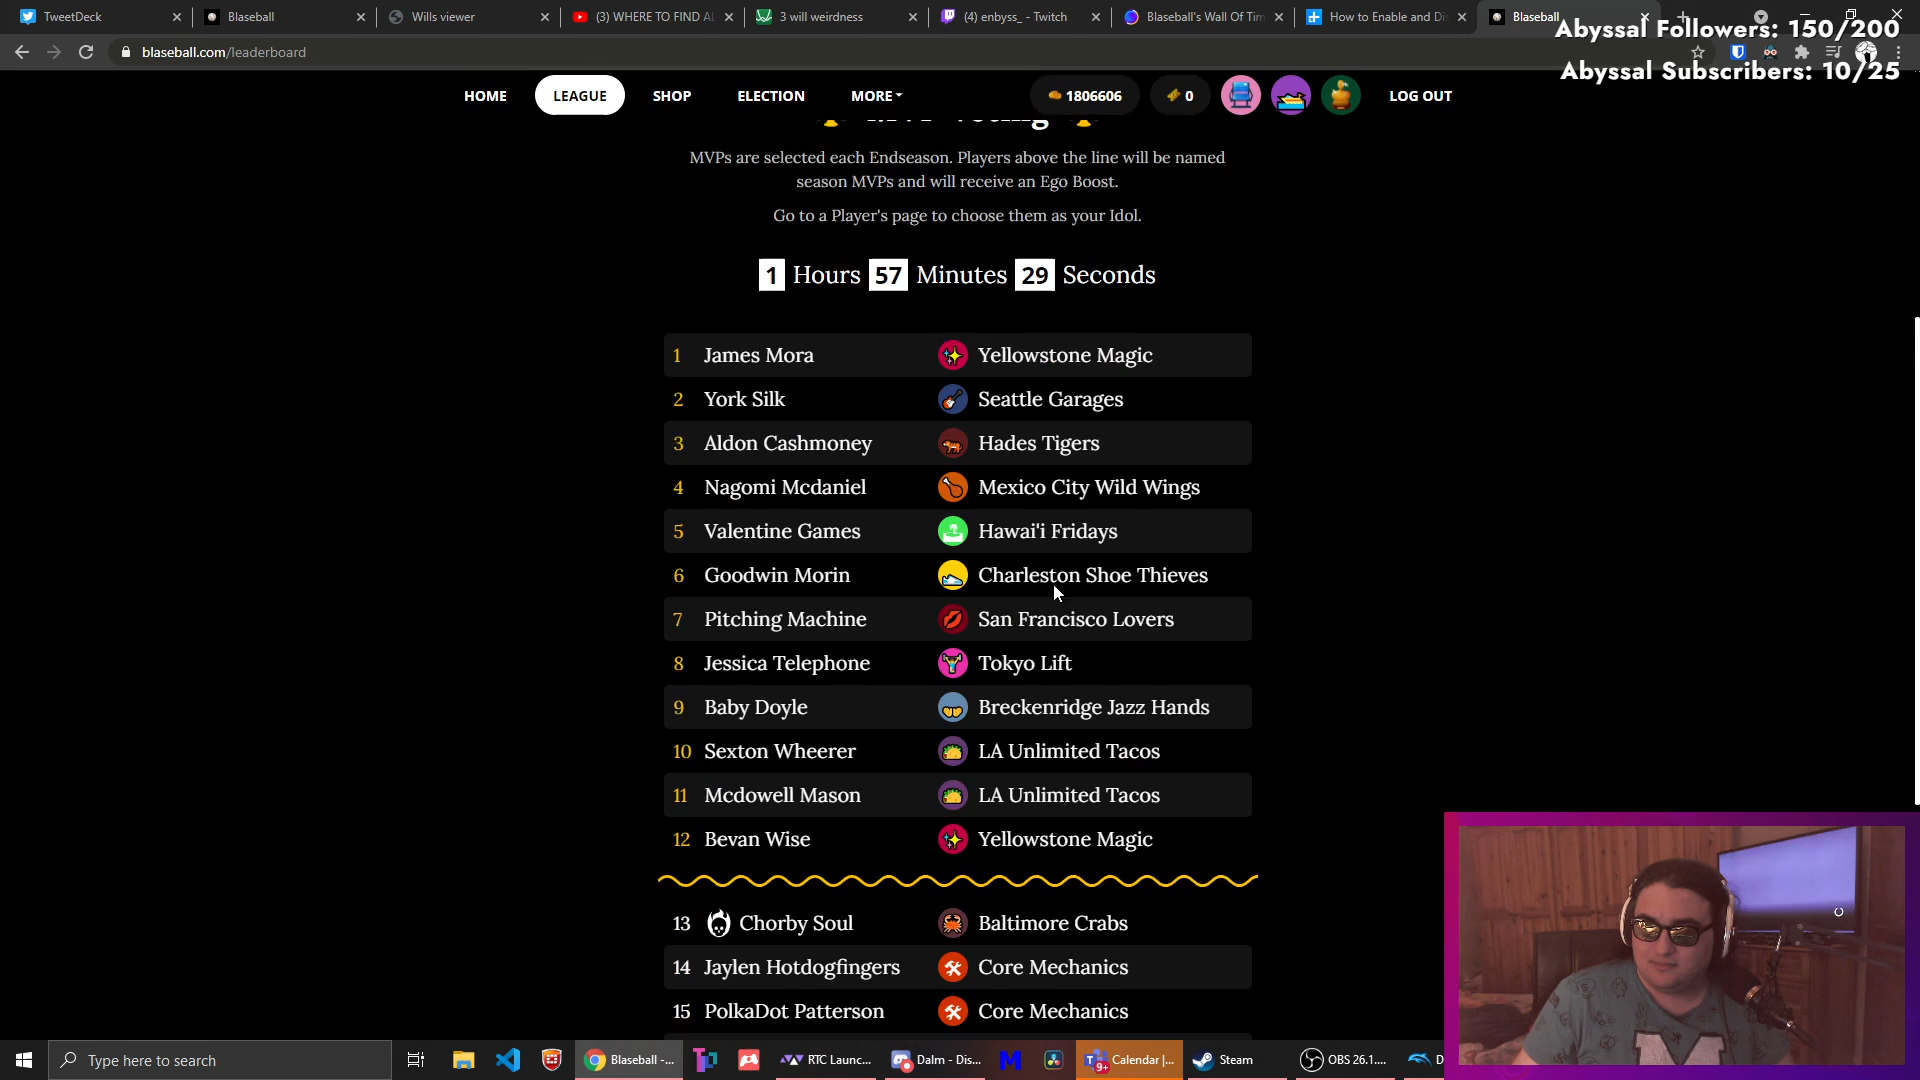 TweetDeck
Blaseball
Wills viewer
(3) WHERE TO FIND AL
3 will weirdness
(4) enbyss_ - Twitch
Blaseball's Wall Of Tim
How to Enable and Dis
Blaseball
Abyssal Followers: 150/200
blaseball.com/leaderboard
Abyssal Subscribers: 10/25
HOME
LEAGUE
SHOP
ELECTION
MORE
1806606
0
LOG OUT
MVPs are selected each Endseason. Players above the line will be named
season MVPs and will receive an Ego Boost.
Go to a Player's page to choose them as your Idol.
1 Hours 57 Minutes 29 Seconds
1 James Mora Yellowstone Magic
2 York Silk Seattle Garages
3 Aldon Cashmoney Hades Tigers
4 Nagomi Mcdaniel Mexico City Wild Wings
5 Valentine Games Hawai'i Fridays
6 Goodwin Morin Charleston Shoe Thieves
7 Pitching Machine San Francisco Lovers
8 Jessica Telephone Tokyo Lift
9 Baby Doyle Breckenridge Jazz Hands
10 Sexton Wheerer LA Unlimited Tacos
11 Mcdowell Mason LA Unlimited Tacos
12 Bevan Wise Yellowstone Magic
13 Chorby Soul Baltimore Crabs
14 Jaylen Hotdogfingers Core Mechanics
15 PolkaDot Patterson Core Mechanics
Type here to search
Blaseball -...
RTC Launc...
Dalm - Dis...
9+
Calendar |...
Steam
OBS 26.1....
D